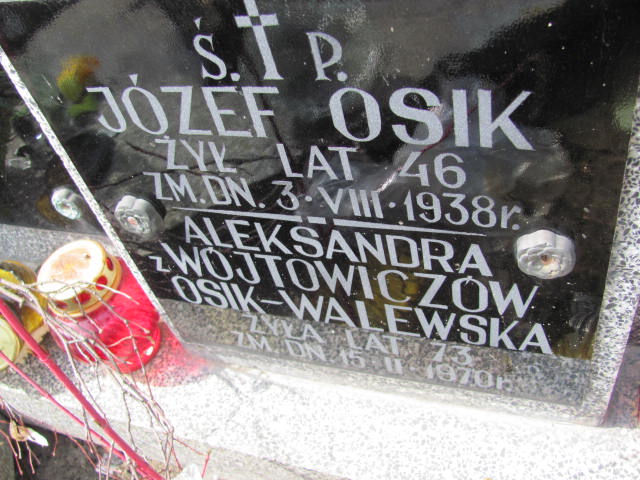 Ś. P.
JÓZEF OSIK
ŻYŁ LAT 46
ZM. DN. 3·VIII·1938r.
ALEKSANDRA
z WÓJTOWICZÓW
OSIK-WALEWSKA
ŻYŁA LAT 73
ZM. DN. 15·II·1970r.